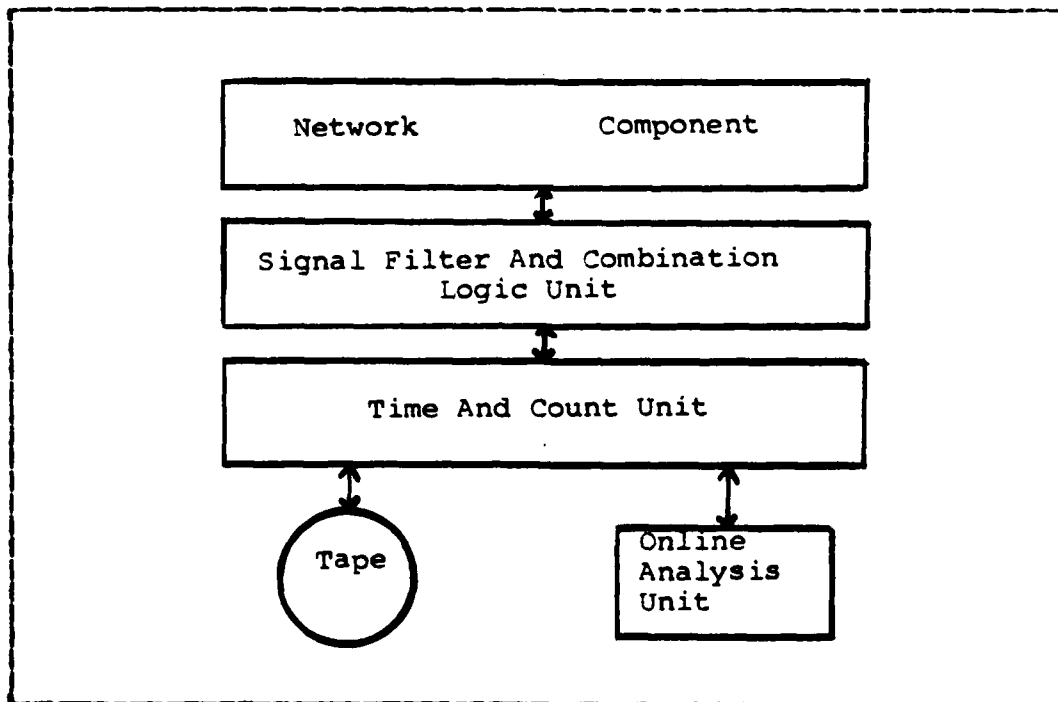 Network Component
Signal Filter And Combination
Logic Unit
Time And Count Unit
Tape
Online
Analysis
Unit